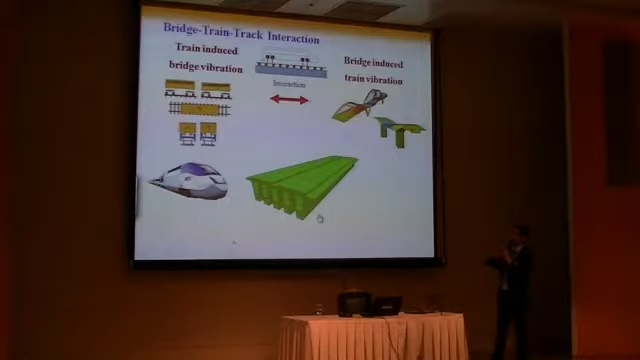 Bridge-Train-Track Interaction
Train induced
bridge vibration
Interaction
Bridge induced
train vibration